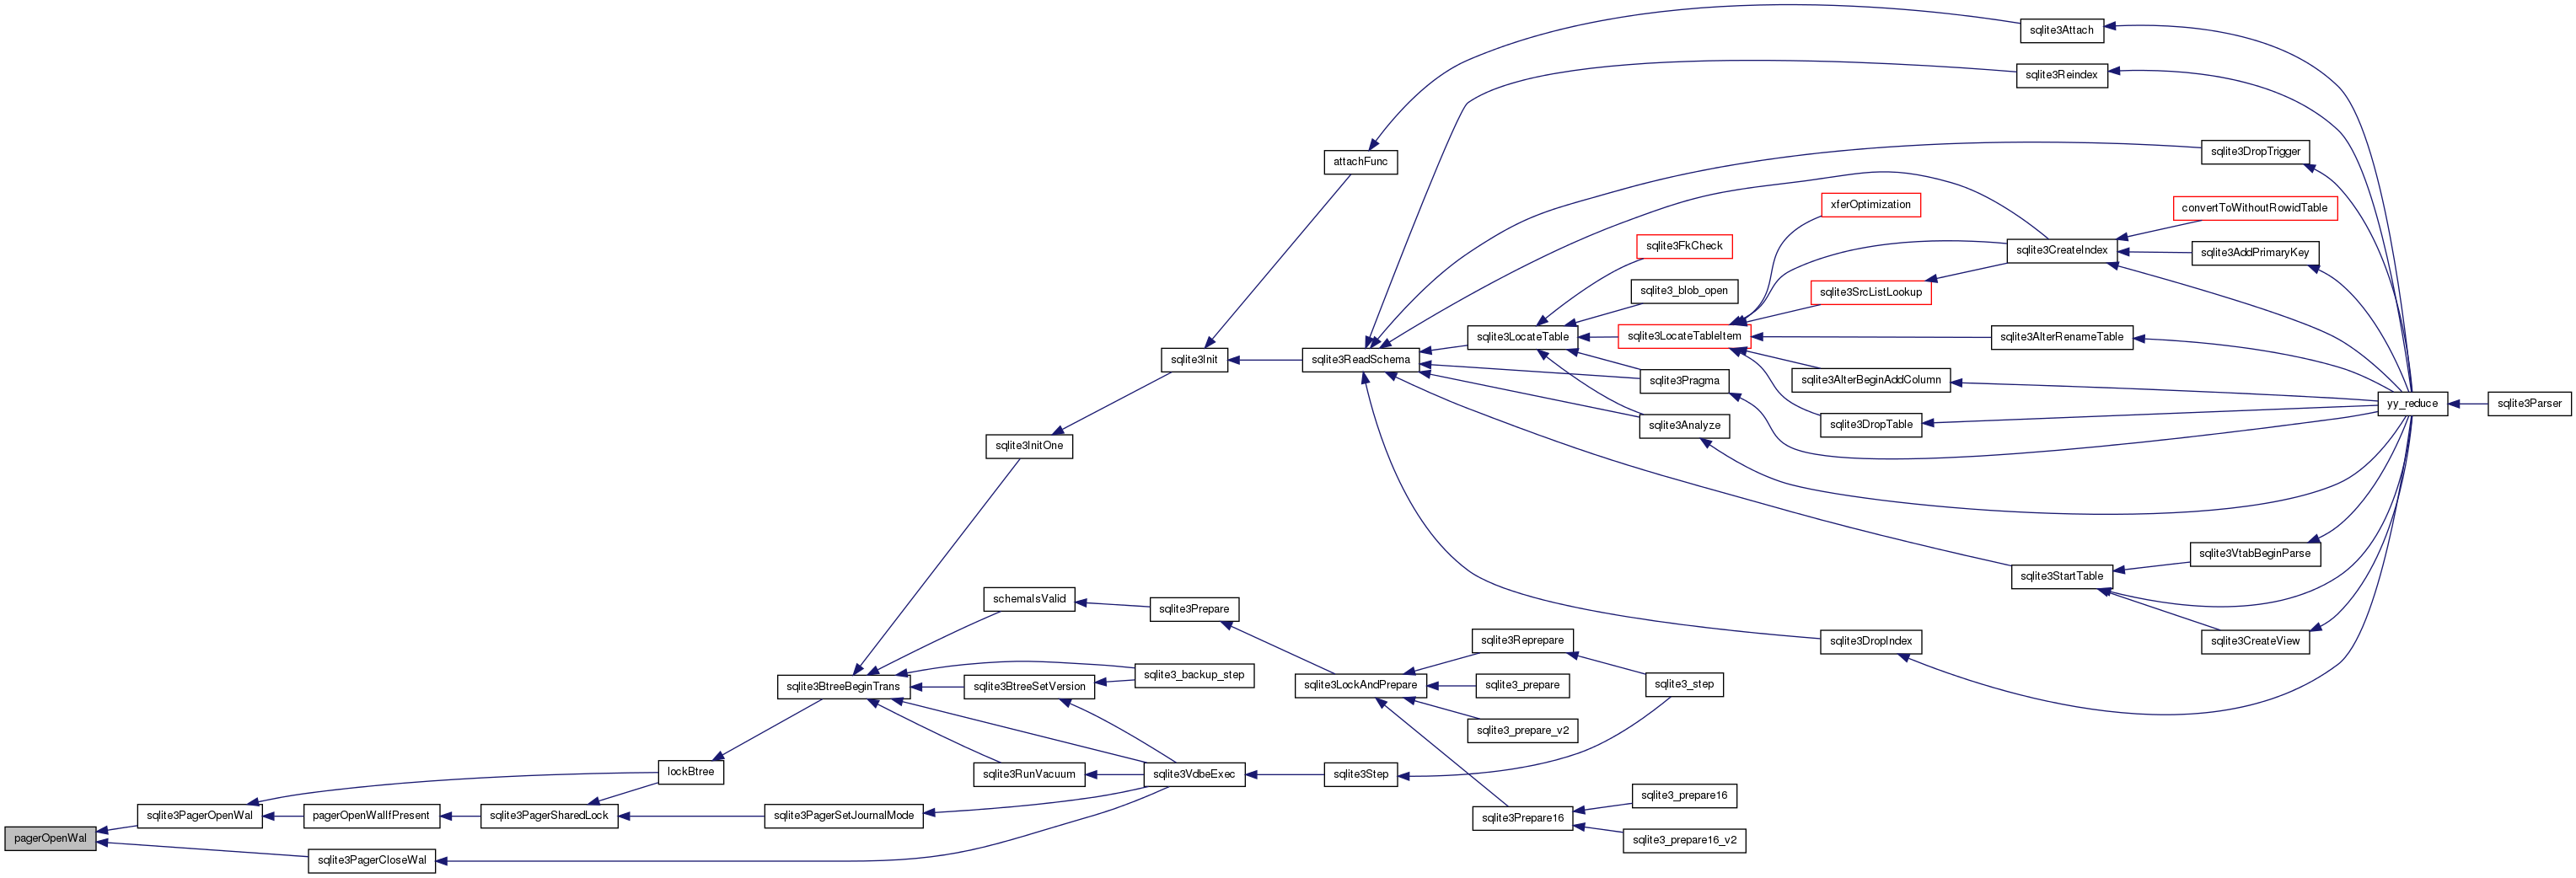 pagerOpenWal
sqlite3PagerOpenWal
sqlite3PagerCloseWal
pagerOpenWalIfPresent
sqlite3PagerSharedLock
lockBtree
sqlite3BtreeBeginTrans
sqlite3PagerSetJournalMode
sqlite3InitOne
schemaIsValid
sqlite3BtreeSetVersion
sqlite3RunVacuum
sqlite3Init
sqlite3Prepare
sqlite3_backup_step
sqlite3VdbeExec
attachFunc
sqlite3ReadSchema
sqlite3LockAndPrepare
sqlite3Step
sqlite3LocateTable
sqlite3Reprepare
sqlite3_prepare
sqlite3_prepare_v2
sqlite3Prepare16
sqlite3FkCheck
sqlite3_blob_open
sqlite3LocateTableItem
sqlite3Pragma
sqlite3Analyze
sqlite3_step
sqlite3_prepare16
sqlite3_prepare16_v2
xferOptimization
sqlite3SrcListLookup
sqlite3AlterBeginAddColumn
sqlite3DropTable
sqlite3DropIndex
sqlite3Attach
sqlite3Reindex
sqlite3CreateIndex
sqlite3AlterRenameTable
sqlite3StartTable
sqlite3DropTrigger
convertToWithoutRowidTable
sqlite3AddPrimaryKey
sqlite3VtabBeginParse
sqlite3CreateView
yy_reduce
sqlite3Parser